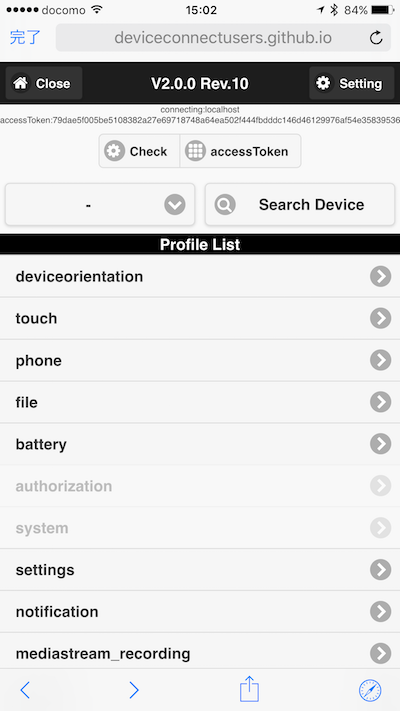 docomo 15:02 84%
完了 deviceconnectusers.github.io
Close V2.0.0 Rev.10 Setting
connecting:localhost
accessToken:79dae5f005be5108382a27e69718748a64ea502f444fbdddc146d46129976af54e35839536
Check accessToken
- Search Device
Profile List
deviceorientation
touch
phone
file
battery
authorization
system
settings
notification
mediastream_recording